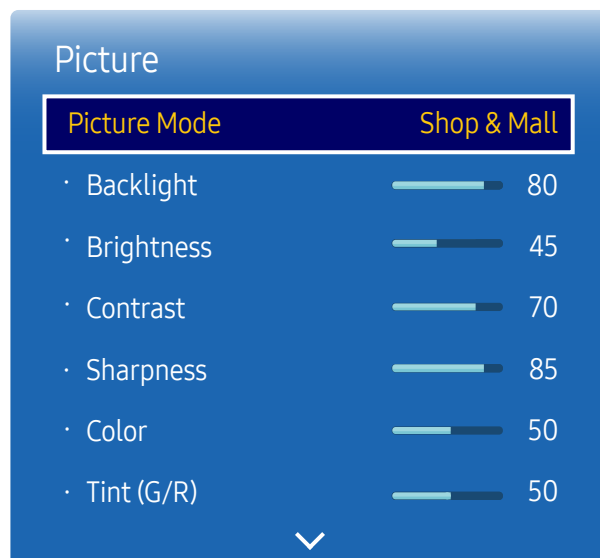 Picture
Picture Mode Shop & Mall
· Backlight 80
· Brightness 45
· Contrast 70
· Sharpness 85
· Color 50
· Tint (G/R) 50